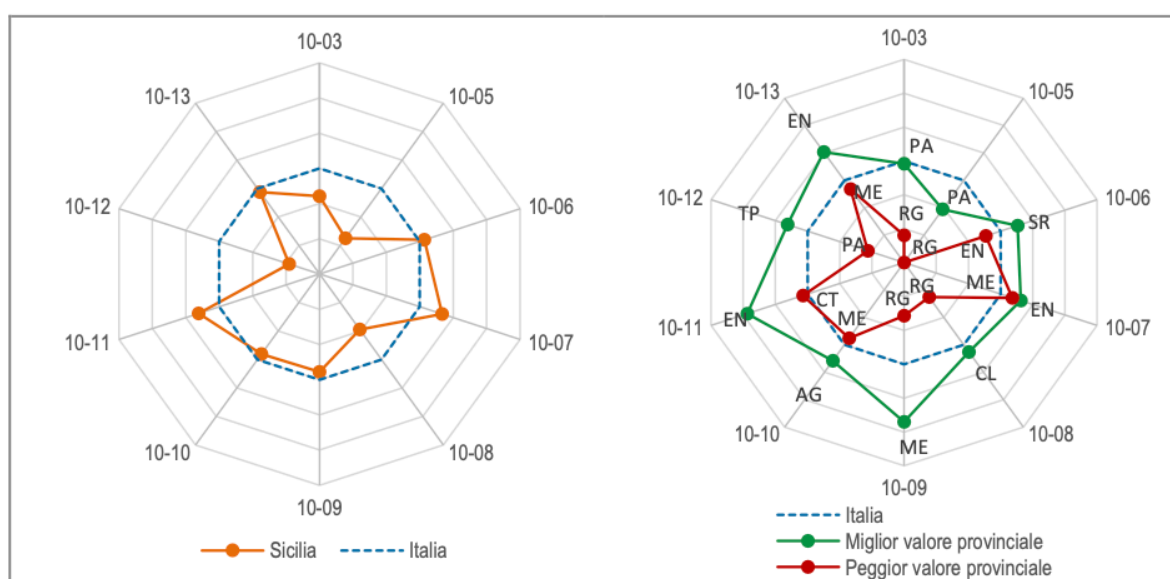 10-03
10-13
10-05
10-12
10-06
10-11
10-07
10-10
10-08
10-09
Sicilia
Italia
10-03
10-13
10-05
EN
PA
10-12
ME
PA
10-06
TP
RG
SR
PA
RG
EN
ME
RG
RG
CT
EN
ME
EN
10-11
10-07
CL
AG
10-10
10-08
ME
10-09
Italia
Miglior valore provinciale
Peggior valore provinciale